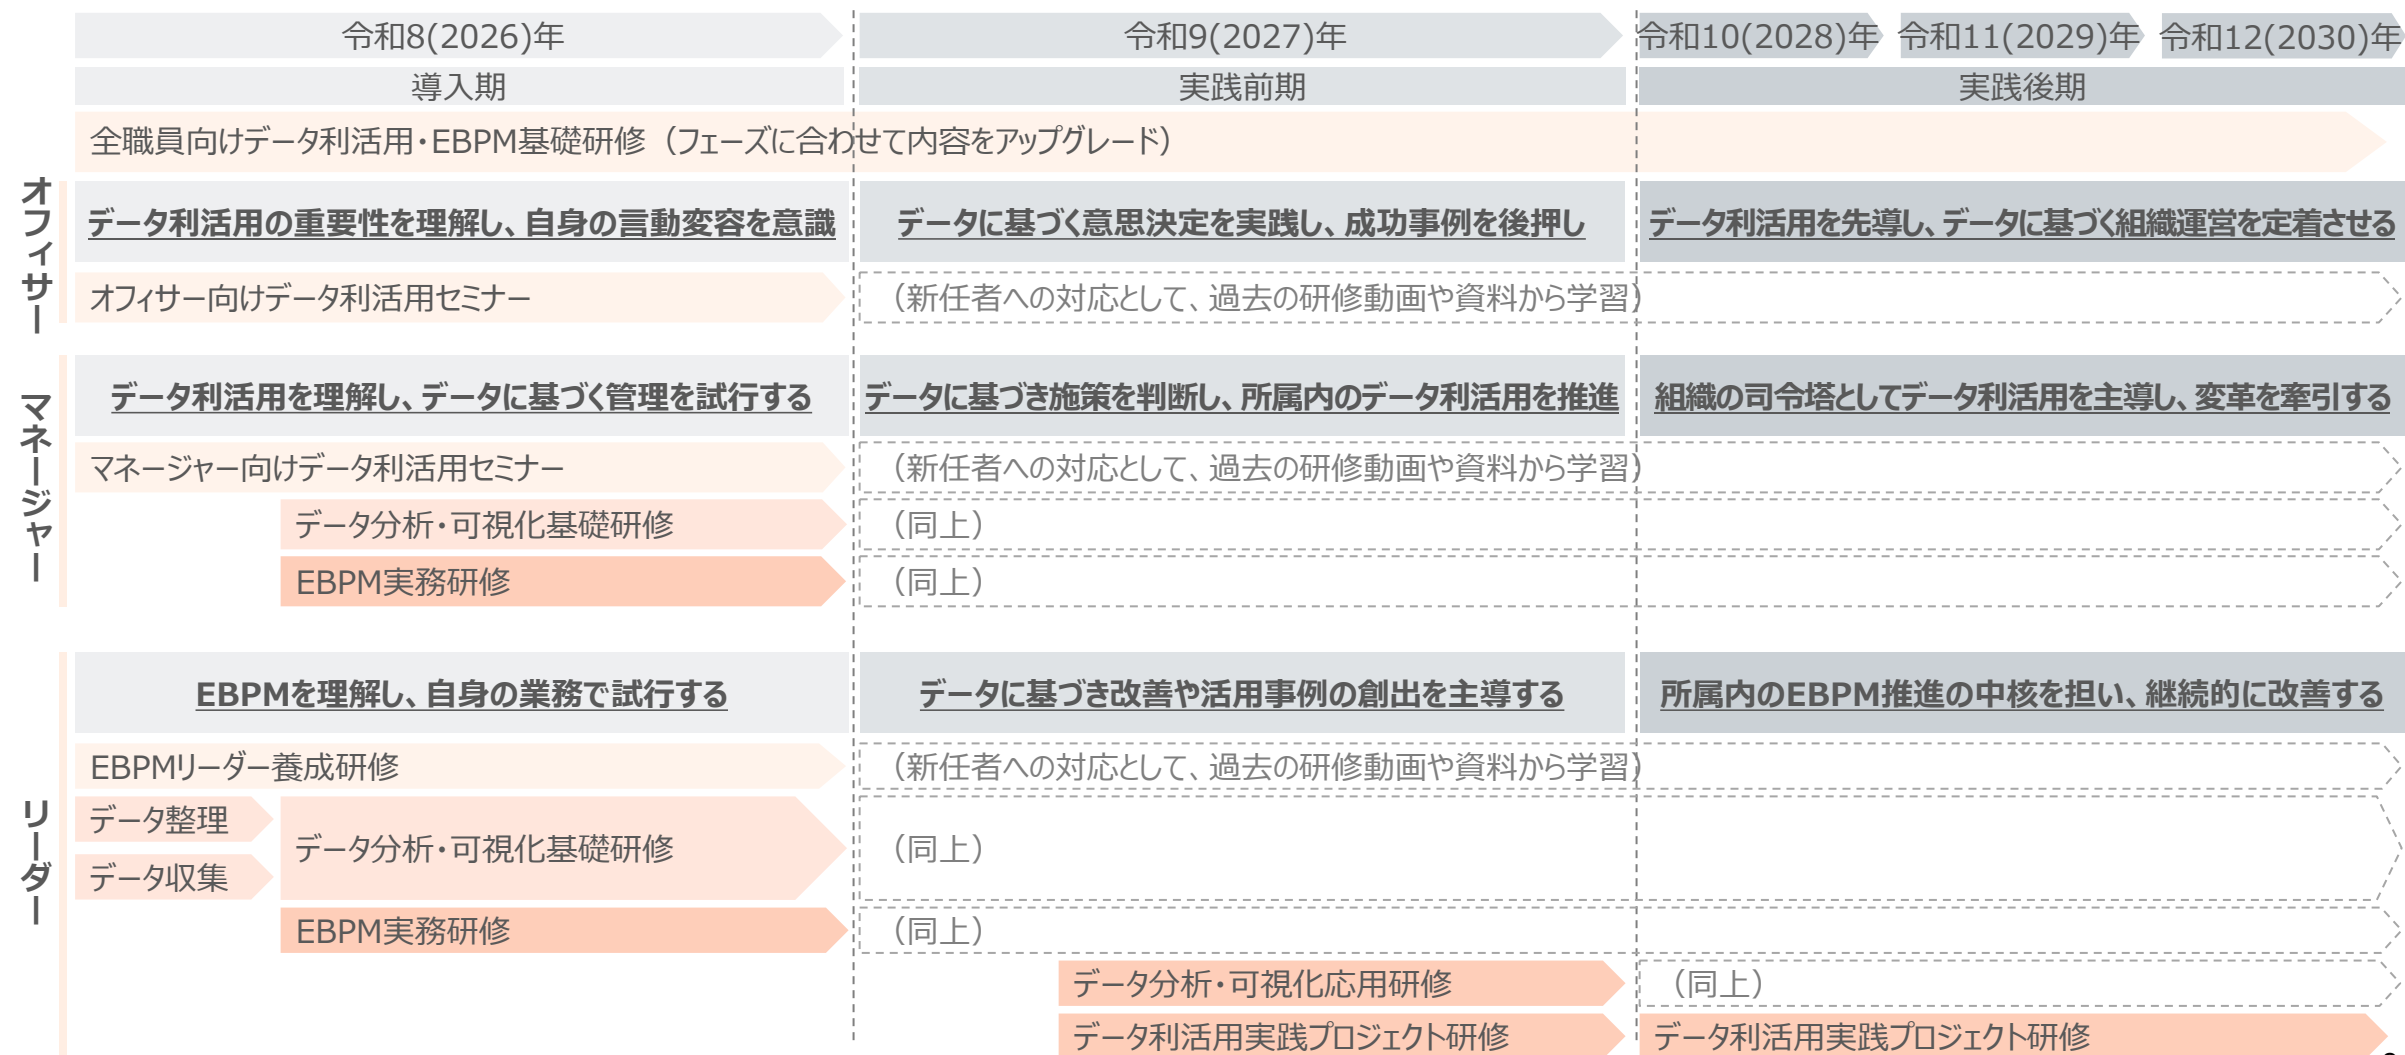 令和8(2026)年
令和9(2027)年
令和10(2028)年
令和11(2029)年
令和12(2030)年
導入期
実践前期
実践後期
全職員向けデータ利活用・EBPM基礎研修（フェーズに合わせて内容をアップグレード）
オフィサー
データ利活用の重要性を理解し、自身の言動変容を意識
データに基づく意思決定を実践し、成功事例を後押し
データ利活用を先導し、データに基づく組織運営を定着させる
オフィサー向けデータ利活用セミナー
（新任者への対応として、過去の研修動画や資料から学習）
マネージャー
データ利活用を理解し、データに基づく管理を試行する
データに基づき施策を判断し、所属内のデータ利活用を推進
組織の司令塔としてデータ利活用を主導し、変革を牽引する
マネージャー向けデータ利活用セミナー
（新任者への対応として、過去の研修動画や資料から学習）
データ分析・可視化基礎研修
（同上）
EBPM実務研修
（同上）
リーダー
EBPMを理解し、自身の業務で試行する
データに基づき改善や活用事例の創出を主導する
所属内のEBPM推進の中核を担い、継続的に改善する
EBPMリーダー養成研修
（新任者への対応として、過去の研修動画や資料から学習）
データ整理
データ収集
データ分析・可視化基礎研修
（同上）
EBPM実務研修
（同上）
データ分析・可視化応用研修
（同上）
データ利活用実践プロジェクト研修
データ利活用実践プロジェクト研修